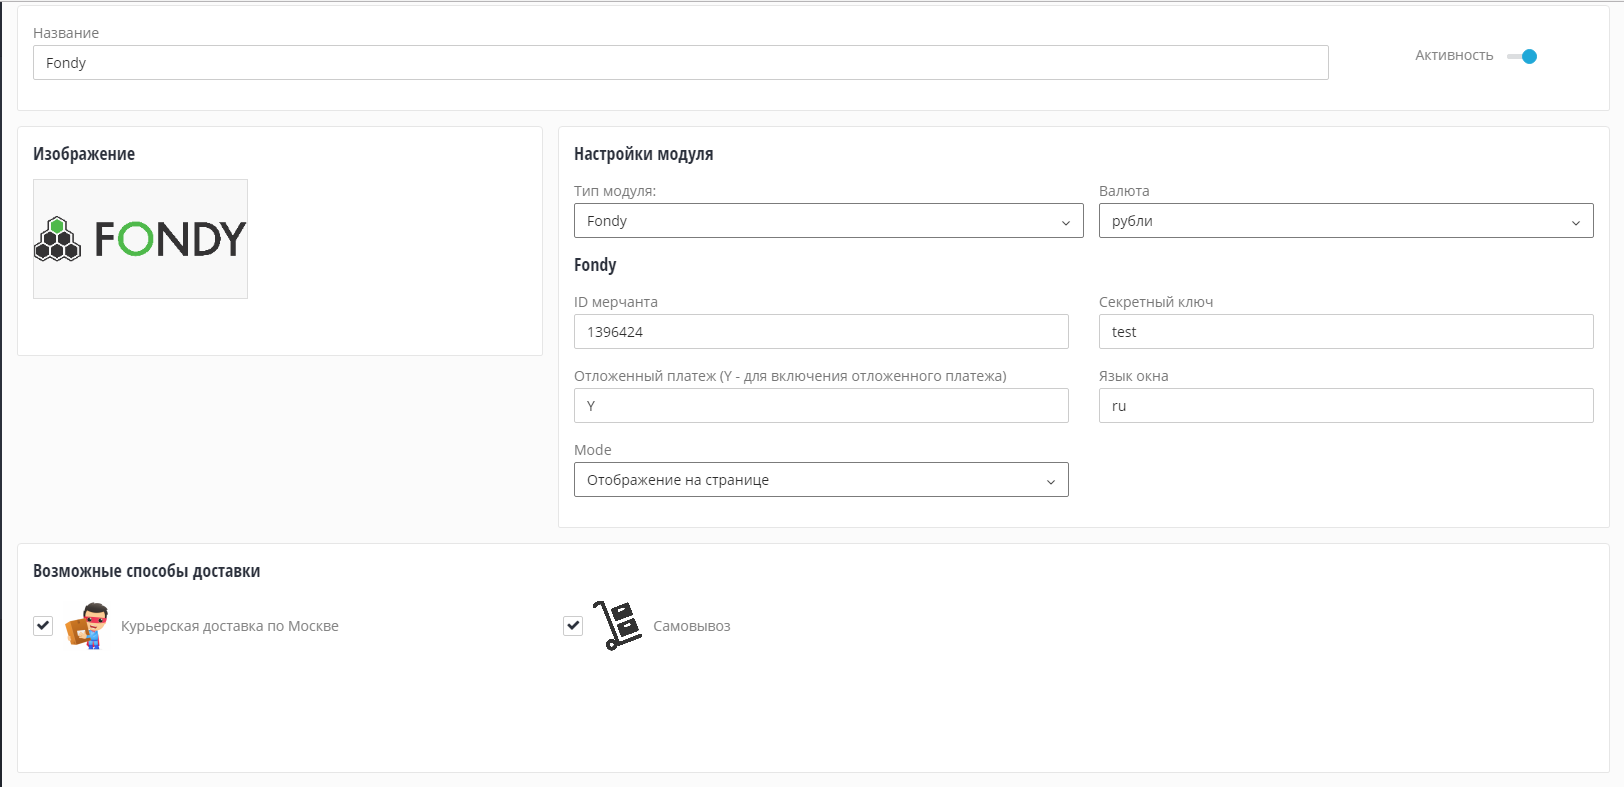 Название
Fondy
Активность
Изображение
FONDY
Настройки модуля
Тип модуля:
Валюта
Fondy
рубли
Fondy
ID мерчанта
Секретный ключ
1396424
test
Отложенный платеж (Y - для включения отложенного платежа)
Язык окна
Y
ru
Mode
Отображение на странице
Возможные способы доставки
Курьерская доставка по Москве
Самовывоз